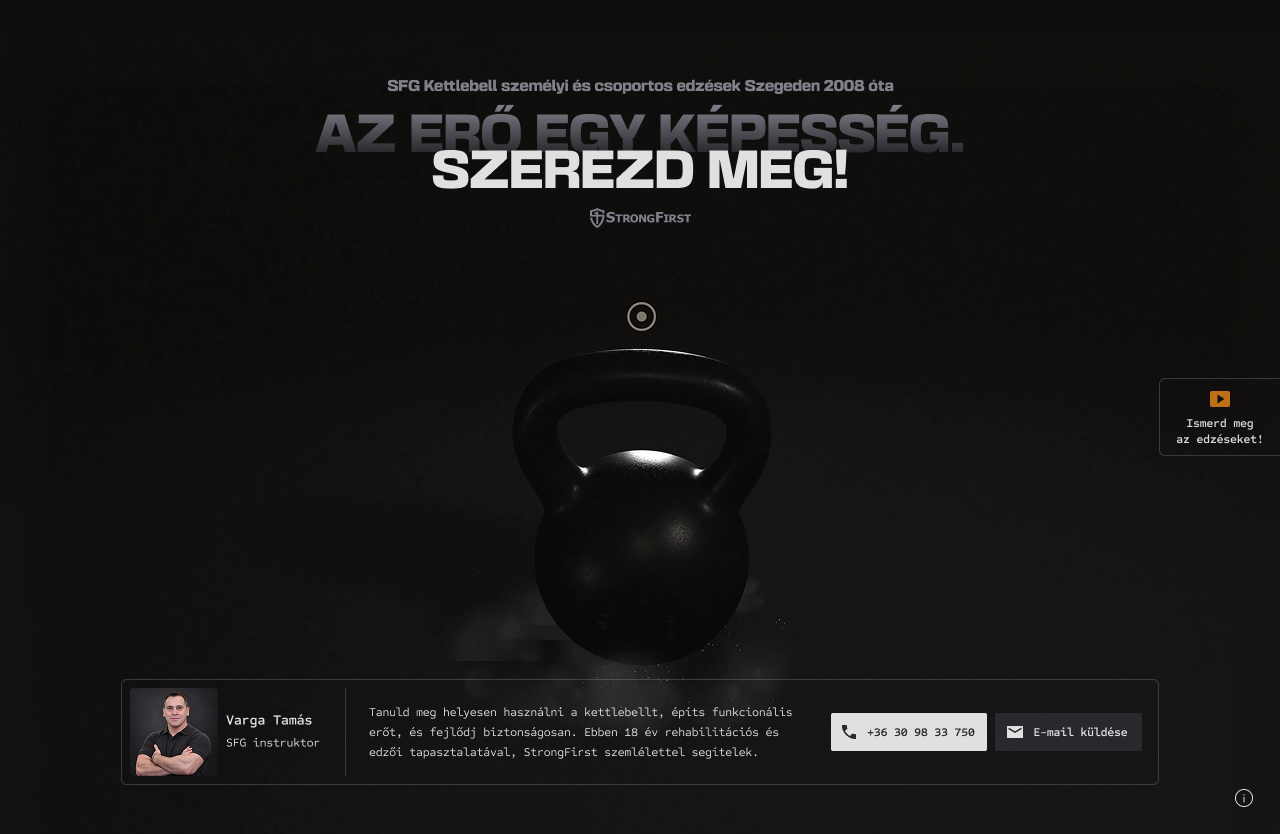 SFG Kettlebell személyi és csoportos edzések Szegeden 2008 óta
AZ ERŐ EGY KÉPESSÉG.
SZEREZD MEG!
StrongFirst
Ismerd meg
az edzéseket!
Varga Tamás
SFG instruktor
Tanuld meg helyesen használni a kettlebellt, építs funkcionális
erőt, és fejlődj biztonságosan. Ebben 18 év rehabilitációs és
edzői tapasztalatával, StrongFirst szemlélettel segítelek.
+36 30 98 33 750
E-mail küldése